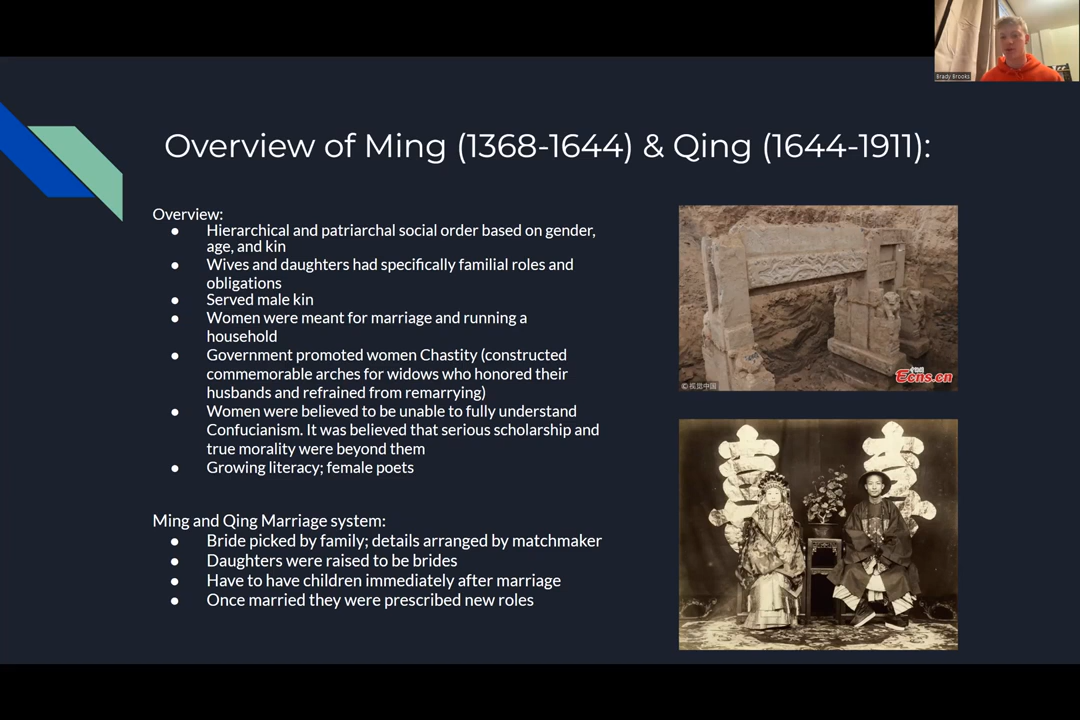 Brady Brooks
Overview of Ming (1368-1644) & Qing (1644-1911):
Overview:
● Hierarchical and patriarchal social order based on gender,
age, and kin
● Wives and daughters had specifically familial roles and
obligations
● Served male kin
● Women were meant for marriage and running a
household
● Government promoted women Chastity (constructed
commemorable arches for widows who honored their
husbands and refrained from remarrying)
● Women were believed to be unable to fully understand
Confucianism. It was believed that serious scholarship and
true morality were beyond them
● Growing literacy; female poets
Ming and Qing Marriage system:
● Bride picked by family; details arranged by matchmaker
● Daughters were raised to be brides
● Have to have children immediately after marriage
● Once married they were prescribed new roles
© 视觉中国
中新网
Ecns.cn